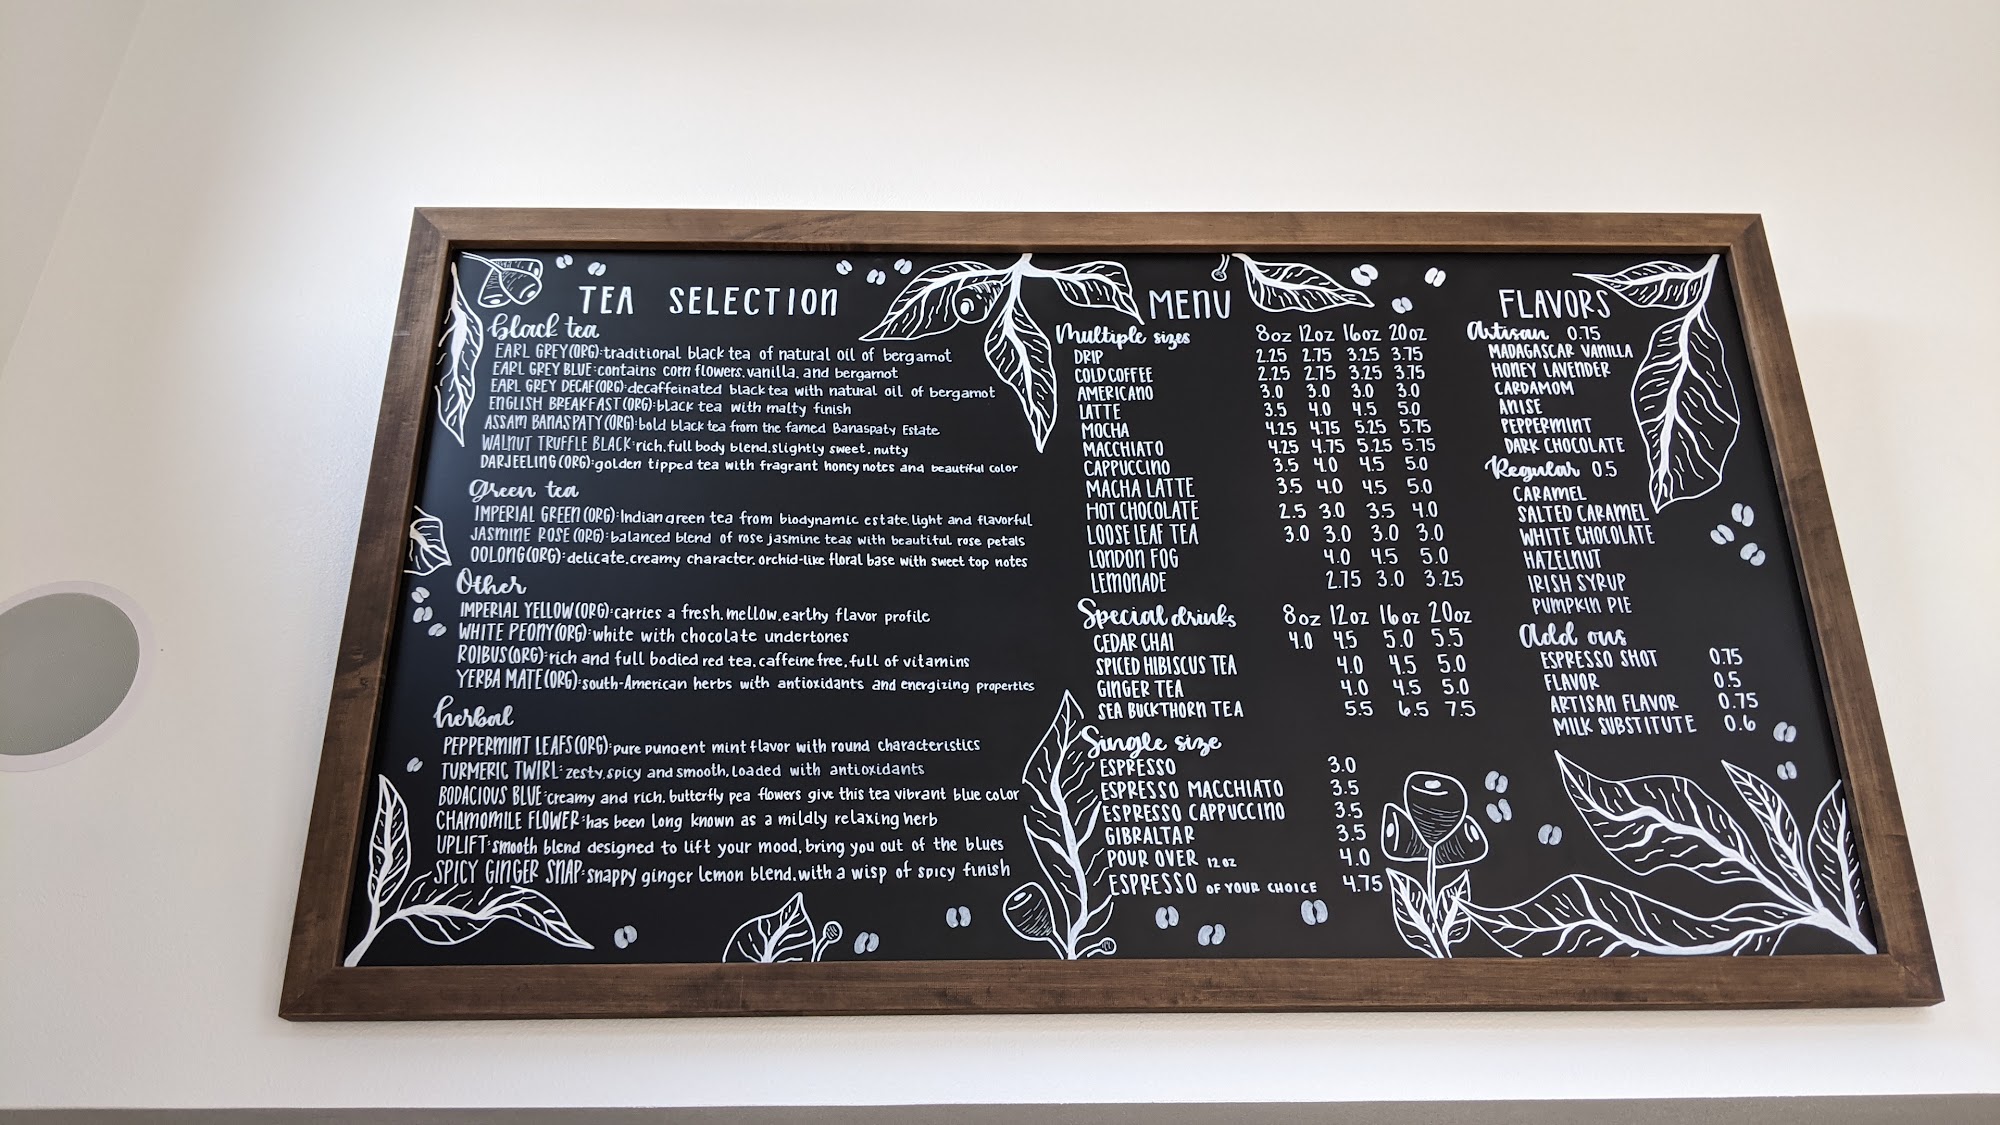 TEA SELECTION
black tea
EARL GREY(ORG):traditional black tea of natural oil of bergamot
EARL GREY BLUE:contains corn flowers.vanilla. and bergamot
EARL GREY DECAF(ORG):decaffeinated black tea with natural oil of bergamot
ENGLISH BREAKFAST(ORG):black tea with malty finish
ASSAM BANASPATY(ORG):bold black tea from the famed Banaspaty Estate
WALNUT TRUFFLE BLACK:rich.full body blend.slightly sweet.nutty
DARJEELING(ORG):golden tipped tea with fragrant honey notes and beautiful color
green tea
IMPERIAL GREEN(ORG):Indian green tea from biodynamic estate.light and flavorful
JASMINE ROSE(ORG):balanced blend of rose jasmine teas with beautiful rose petals
OOLONG(ORG):delicate.creamy character.orchid-like floral base with sweet top notes
Other
IMPERIAL YELLOW(ORG):carries a fresh.mellow.earthy flavor profile
WHITE PEONY(ORG):white with chocolate undertones
ROIBUS(ORG):rich and full bodied red tea.caffeine free.full of vitamins
YERBA MATE(ORG):south-American herbs with antioxidants and energizing properties
herbal
PEPPERMINT LEAFS(ORG):pure pungent mint flavor with round characteristics
TURMERIC TWIRL:zesty.spicy and smooth.loaded with antioxidants
BODACIOUS BLUE:creamy and rich.butterfly pea flowers give this tea vibrant blue color
CHAMOMILE FLOWER:has been long known as a mildly relaxing herb
UPLIFT:smooth blend designed to lift your mood.bring you out of the blues
SPICY GINGER SNAP:snappy ginger lemon blend.with a wisp of spicy finish
MENU
Multiple sizes 8oz 12oz 16oz 20oz
DRIP 2.25 2.75 3.25 3.75
COLD COFFEE 2.25 2.75 3.25 3.75
AMERICANO 3.0 3.0 3.0 3.0
LATTE 3.5 4.0 4.5 5.0
MOCHA 4.25 4.75 5.25 5.75
MACCHIATO 4.25 4.75 5.25 5.75
CAPPUCCINO 3.5 4.0 4.5 5.0
MACHA LATTE 3.5 4.0 4.5 5.0
HOT CHOCOLATE 2.5 3.0 3.5 4.0
LOOSE LEAF TEA 3.0 3.0 3.0 3.0
LONDON FOG 4.0 4.5 5.0
LEMONADE 2.75 3.0 3.25
Special drinks 8oz 12oz 16oz 20oz
CEDAR CHAI 4.0 4.5 5.0 5.5
SPICED HIBISCUS TEA 4.0 4.5 5.0
GINGER TEA 4.0 4.5 5.0
SEA BUCKTHORN TEA 5.5 6.5 7.5
Single size
ESPRESSO 3.0
ESPRESSO MACCHIATO 3.5
ESPRESSO CAPPUCCINO 3.5
GIBRALTAR 3.5
POUR OVER 12oz 4.0
ESPRESSO OF YOUR CHOICE 4.75
FLAVORS
Artisan 0.75
MADAGASCAR VANILLA
HONEY LAVENDER
CARDAMOM
ANISE
PEPPERMINT
DARK CHOCOLATE
Regular 0.5
CARAMEL
SALTED CARAMEL
WHITE CHOCOLATE
HAZELNUT
IRISH SYRUP
PUMPKIN PIE
Add ons
ESPRESSO SHOT 0.75
FLAVOR 0.5
ARTISAN FLAVOR 0.75
MILK SUBSTITUTE 0.6